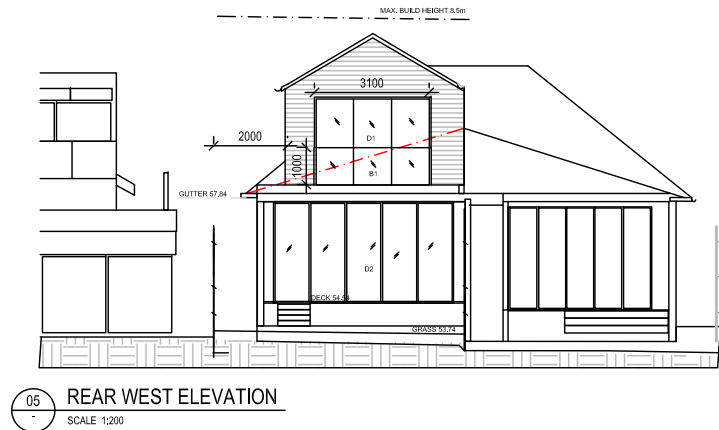 MAX. BUILD HEIGHT 8.5m
3100
D1
2000
1000
B1
GUTTER 57,84
D2
DECK 54,54
GRASS 53,74
05
-
REAR WEST ELEVATION
SCALE 1:200